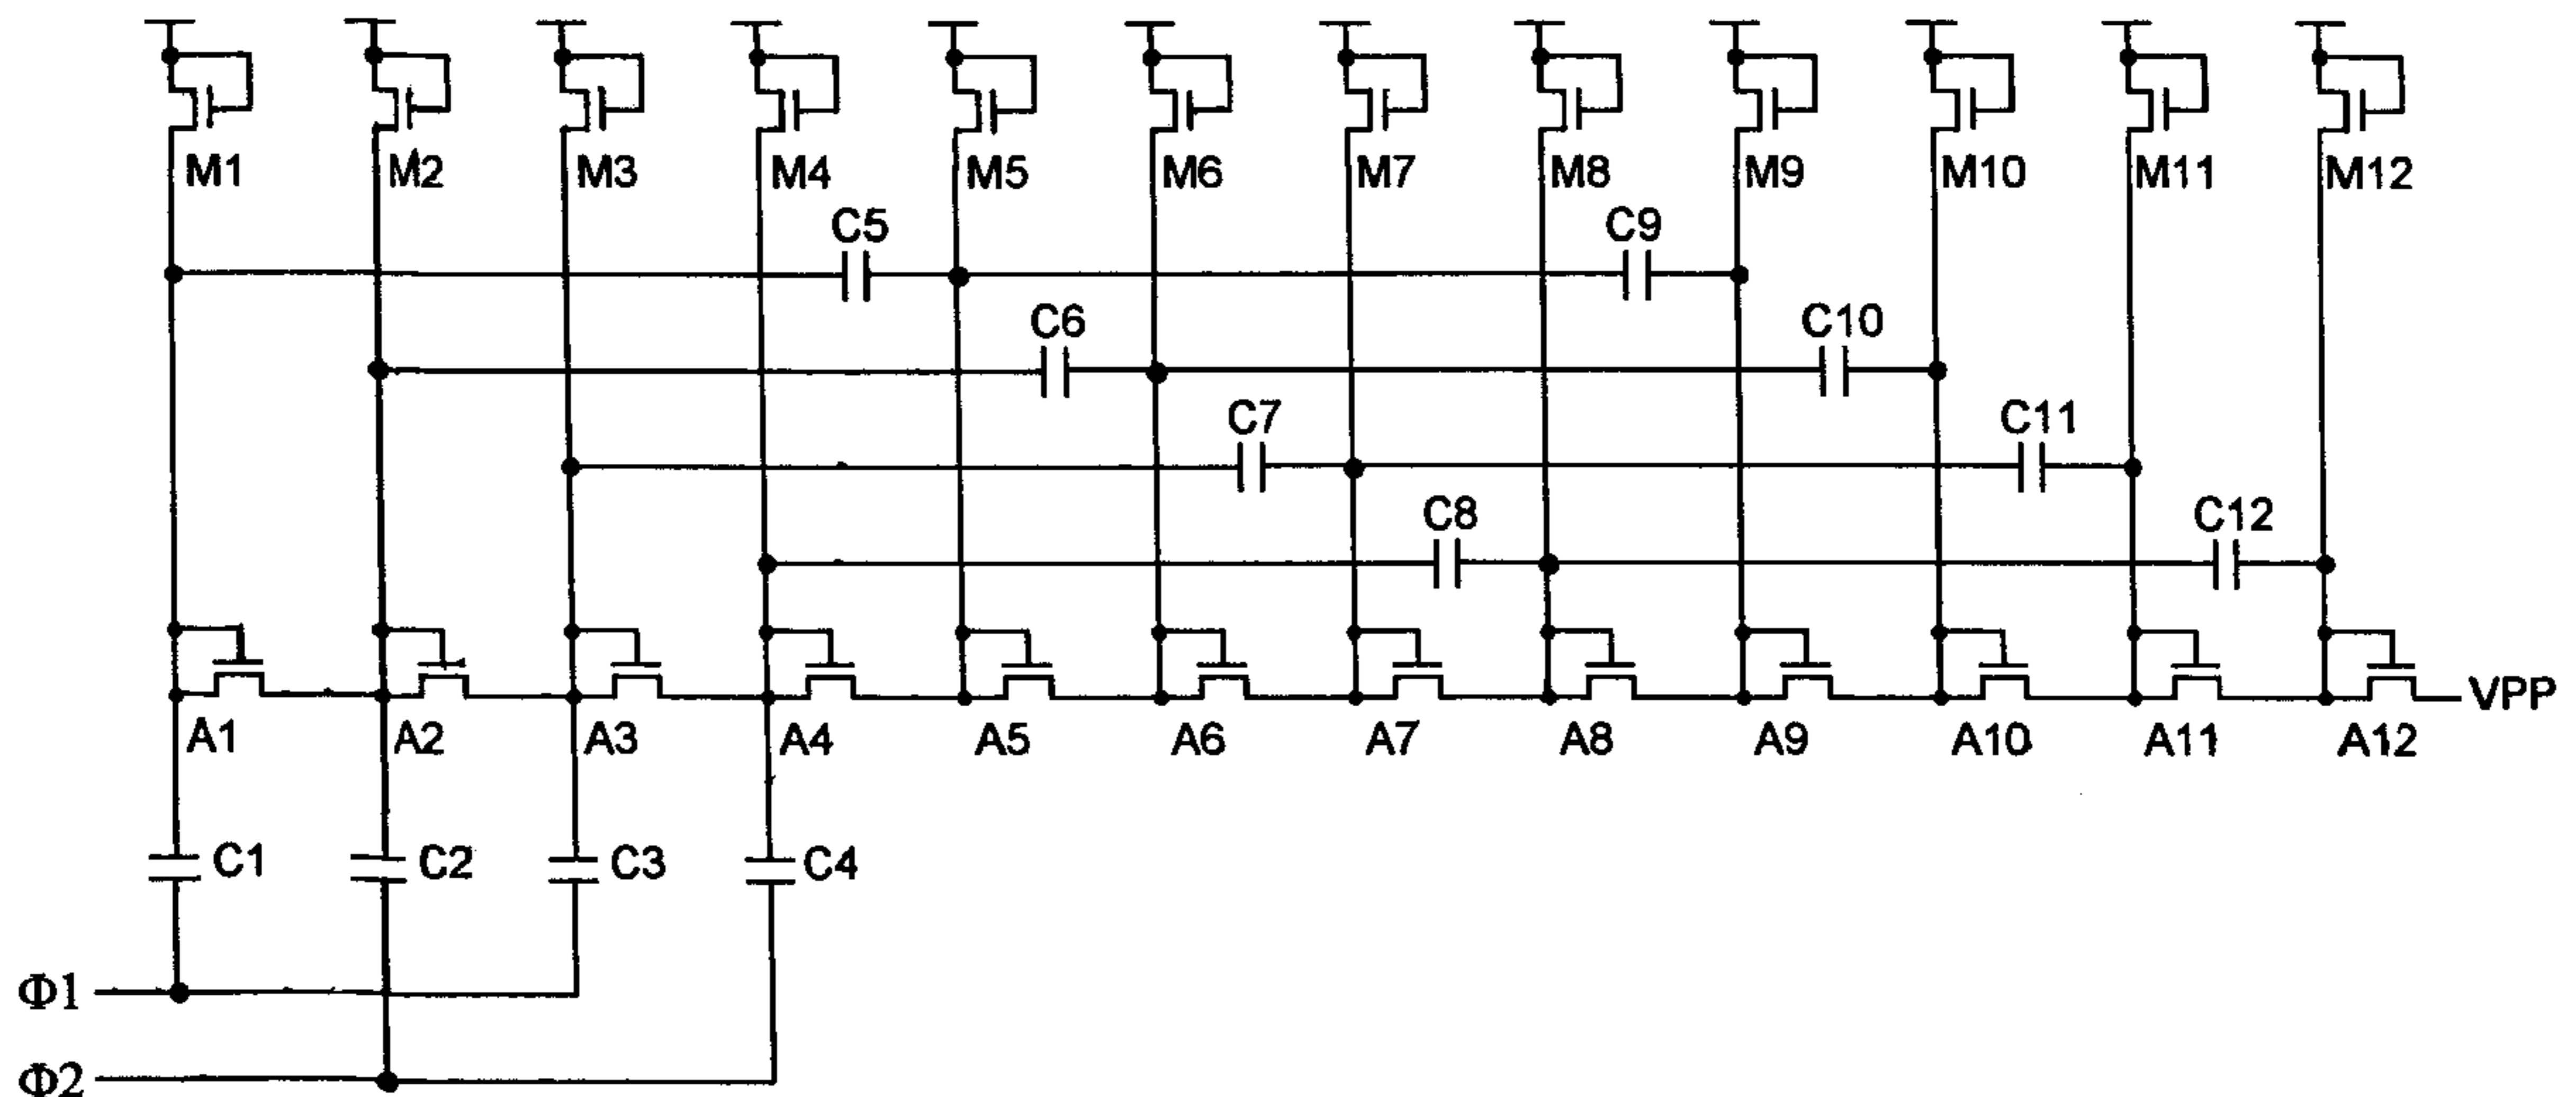 M1 M2 M3 M4 M5 M6 M7 M8 M9 M10 M11 M12
C5 C9
C6 C10
C7 C11
C8 C12
VPP
A1 A2 A3 A4 A5 A6 A7 A8 A9 A10 A11 A12
C1 C2 C3 C4
Φ1
Φ2